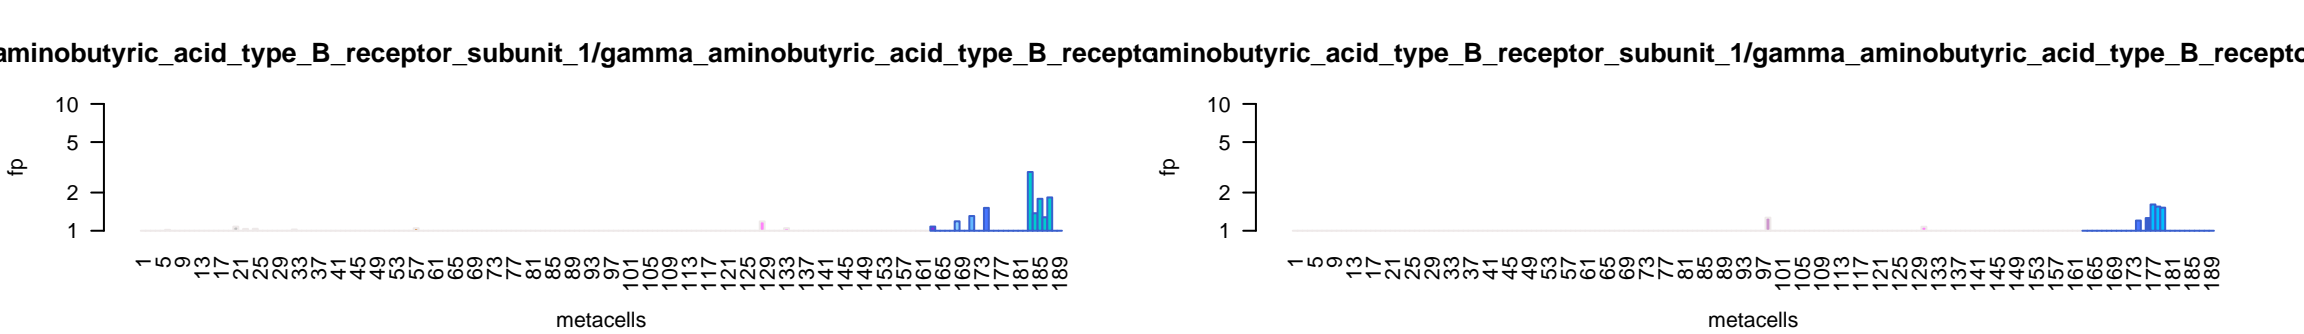 aminobutyric_acid_type_B_receptor_subunit_1/gamma_aminobutyric_acid_type_B_recepto
aminobutyric_acid_type_B_receptor_subunit_1/gamma_aminobutyric_acid_type_B_recepto
10
5
2
1
fp
1 5 9 13 17 21 25 29 33 37 41 45 49 53 57 61 65 69 73 77 81 85 89 93 97 101 105 109 113 117 121 125 129 133 137 141 145 149 153 157 161 165 169 173 177 181 185 189
metacells
10
5
2
1
fp
1 5 9 13 17 21 25 29 33 37 41 45 49 53 57 61 65 69 73 77 81 85 89 93 97 101 105 109 113 117 121 125 129 133 137 141 145 149 153 157 161 165 169 173 177 181 185 189
metacells